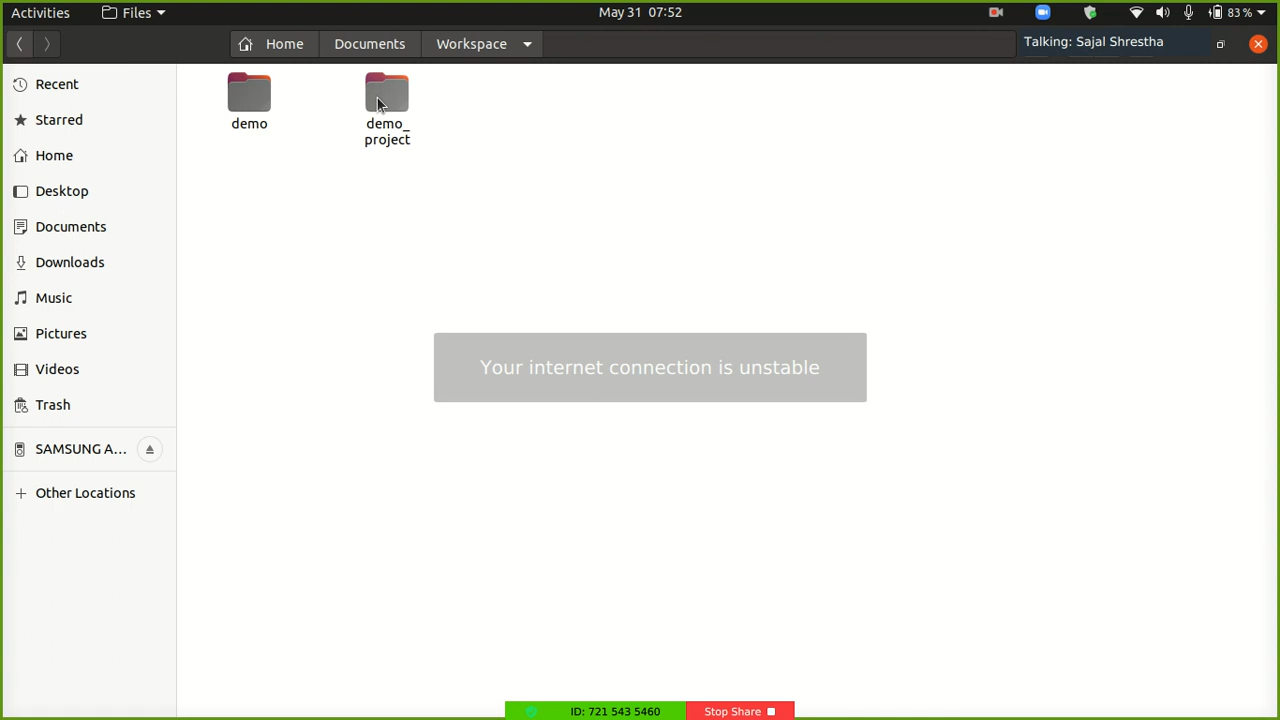 Activities Files May 31 07:52 83 %
Home Documents Workspace Talking: Sajal Shrestha
Recent
Starred
Home
Desktop
Documents
Downloads
Music
Pictures
Videos
Trash
SAMSUNG A...
Other Locations
demo
demo_
project
Your internet connection is unstable
ID: 721 543 5460 Stop Share